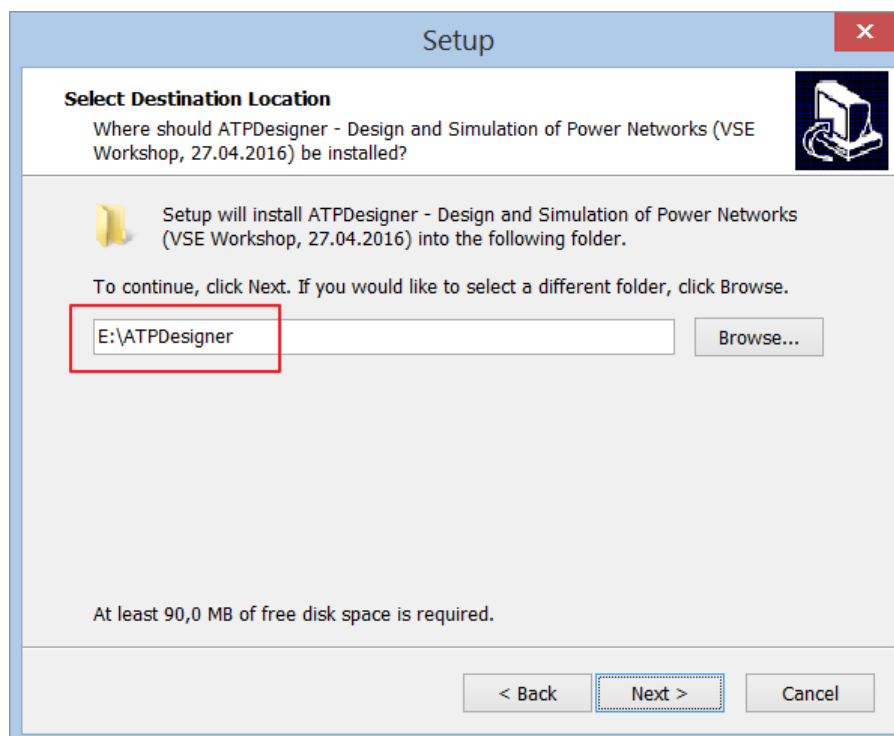 Setup
Select Destination Location
Where should ATPDesigner - Design and Simulation of Power Networks (VSE
Workshop, 27.04.2016) be installed?
Setup will install ATPDesigner - Design and Simulation of Power Networks
(VSE Workshop, 27.04.2016) into the following folder.
To continue, click Next. If you would like to select a different folder, click Browse.
E:\ATPDesigner
Browse...
At least 90,0 MB of free disk space is required.
< Back
Next >
Cancel